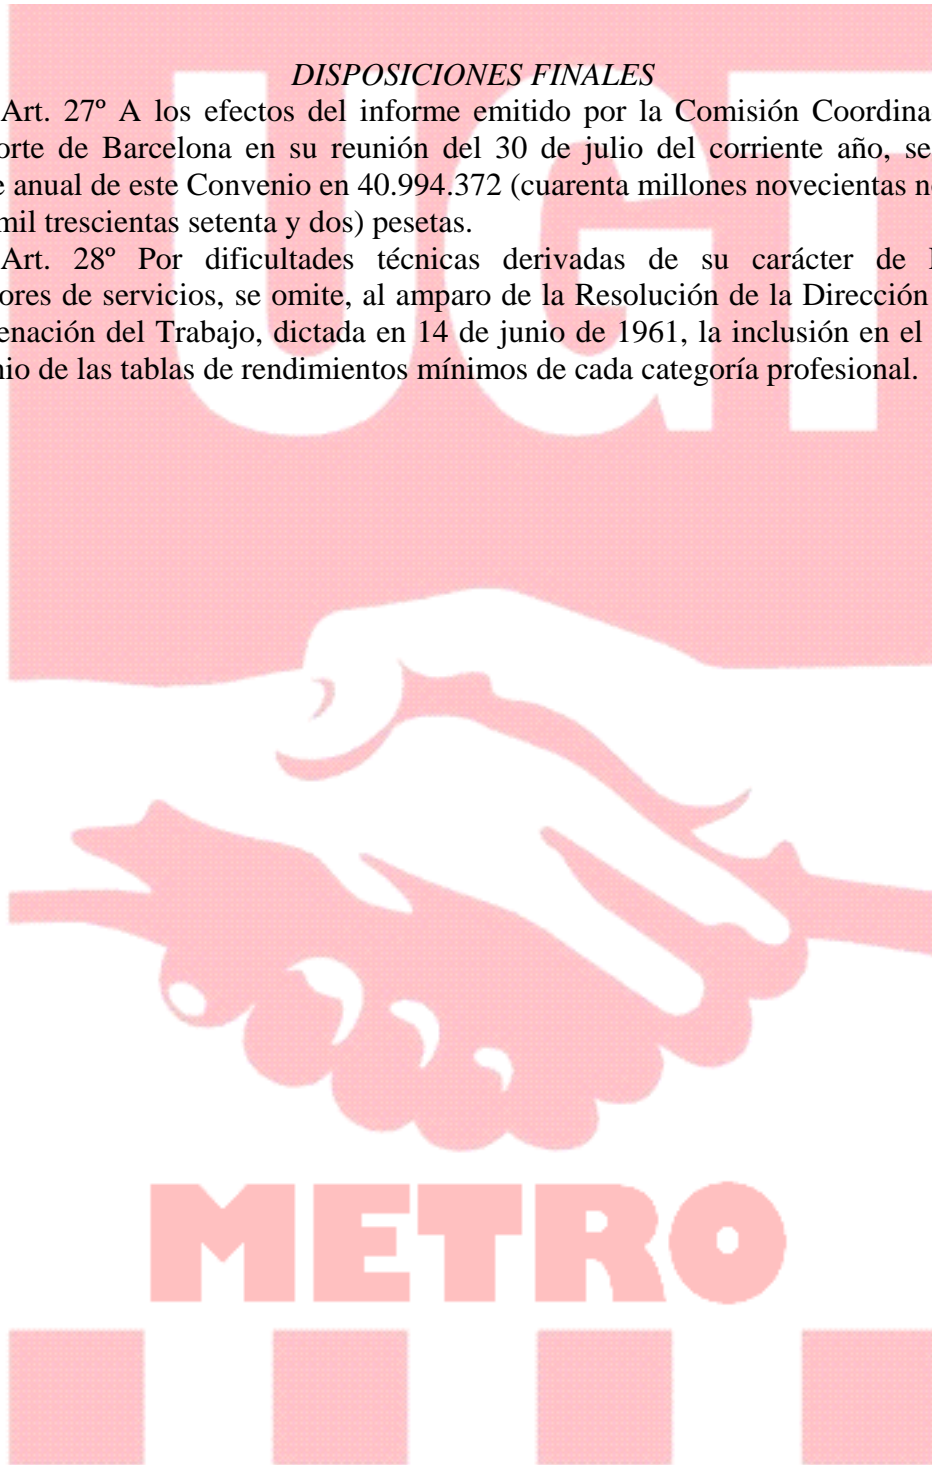 DISPOSICIONES FINALES
Art. 27º A los efectos del informe emitido por la Comisión Coordina
orte de Barcelona en su reunión del 30 de julio del corriente año, se
e anual de este Convenio en 40.994.372 (cuarenta millones novecientas n
mil trescientas setenta y dos) pesetas.
Art. 28º Por dificultades técnicas derivadas de su carácter de
ores de servicios, se omite, al amparo de la Resolución de la Dirección
enación del Trabajo, dictada en 14 de junio de 1961, la inclusión en el
nio de las tablas de rendimientos mínimos de cada categoría profesional.
UGT
METRO